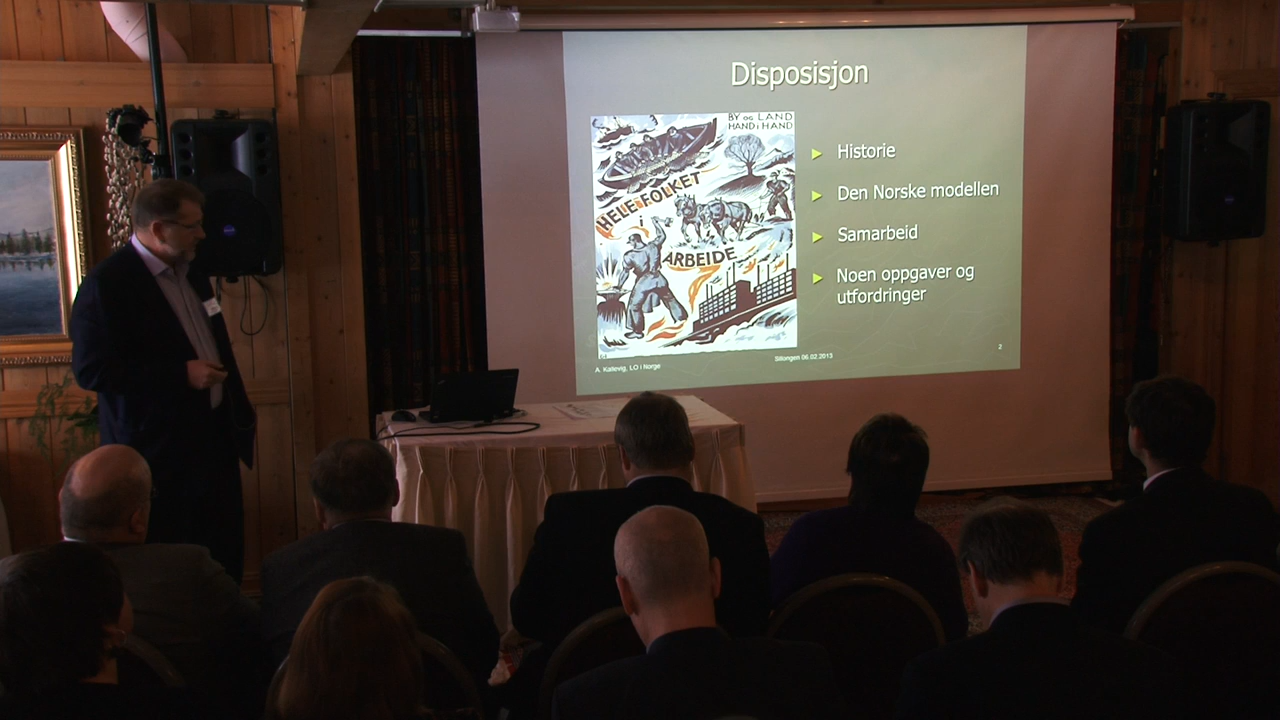 Disposisjon
BY OG LAND
HAND I HAND
HELE FOLKET
i
ARBEIDE
Historie
Den Norske modellen
Samarbeid
Noen oppgaver og
utfordringer
A. Kallevig, LO i Norge
06.02.2013
2